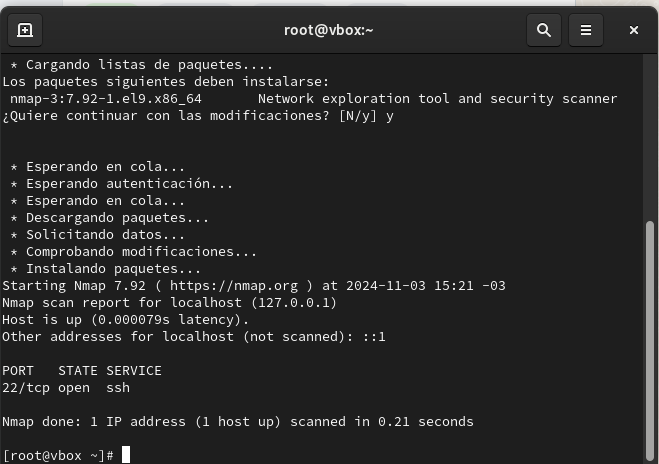 root@vbox:~
* Cargando listas de paquetes....
Los paquetes siguientes deben instalarse:
nmap-3:7.92-1.el9.x86_64 Network exploration tool and security scanner
¿Quiere continuar con las modificaciones? [N/y] y
* Esperando en cola...
* Esperando autenticación...
* Esperando en cola...
* Descargando paquetes...
* Solicitando datos...
* Comprobando modificaciones...
* Instalando paquetes...
Starting Nmap 7.92 ( https://nmap.org ) at 2024-11-03 15:21 -03
Nmap scan report for localhost (127.0.0.1)
Host is up (0.000079s latency).
Other addresses for localhost (not scanned): ::1
PORT STATE SERVICE
22/tcp open ssh
Nmap done: 1 IP address (1 host up) scanned in 0.21 seconds
[root@vbox ~]#